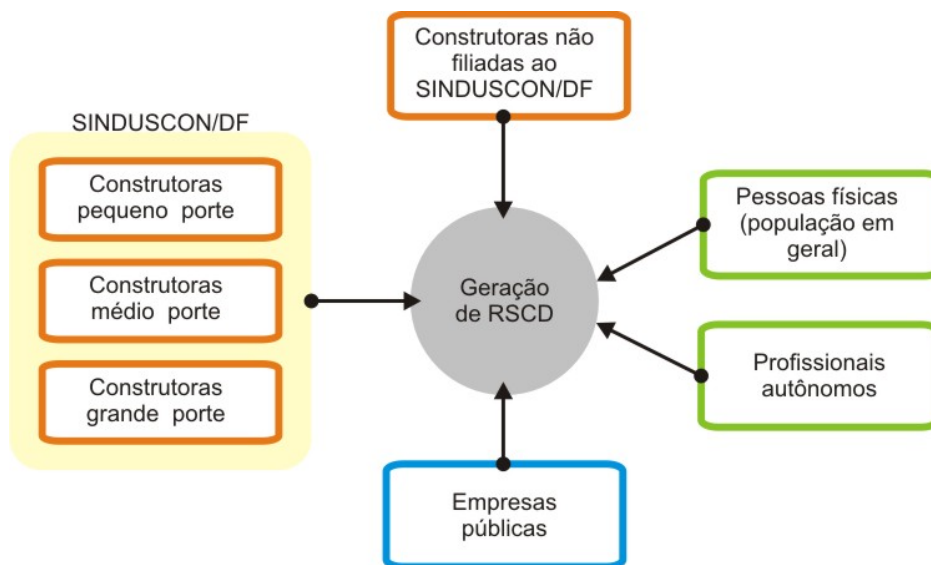 Construtoras não
filiadas ao
SINDUSCON/DF
SINDUSCON/DF
Construtoras
pequeno porte
Construtoras
médio porte
Construtoras
grande porte
Geração
de RSCD
Pessoas físicas
(população em
geral)
Profissionais
autônomos
Empresas
públicas